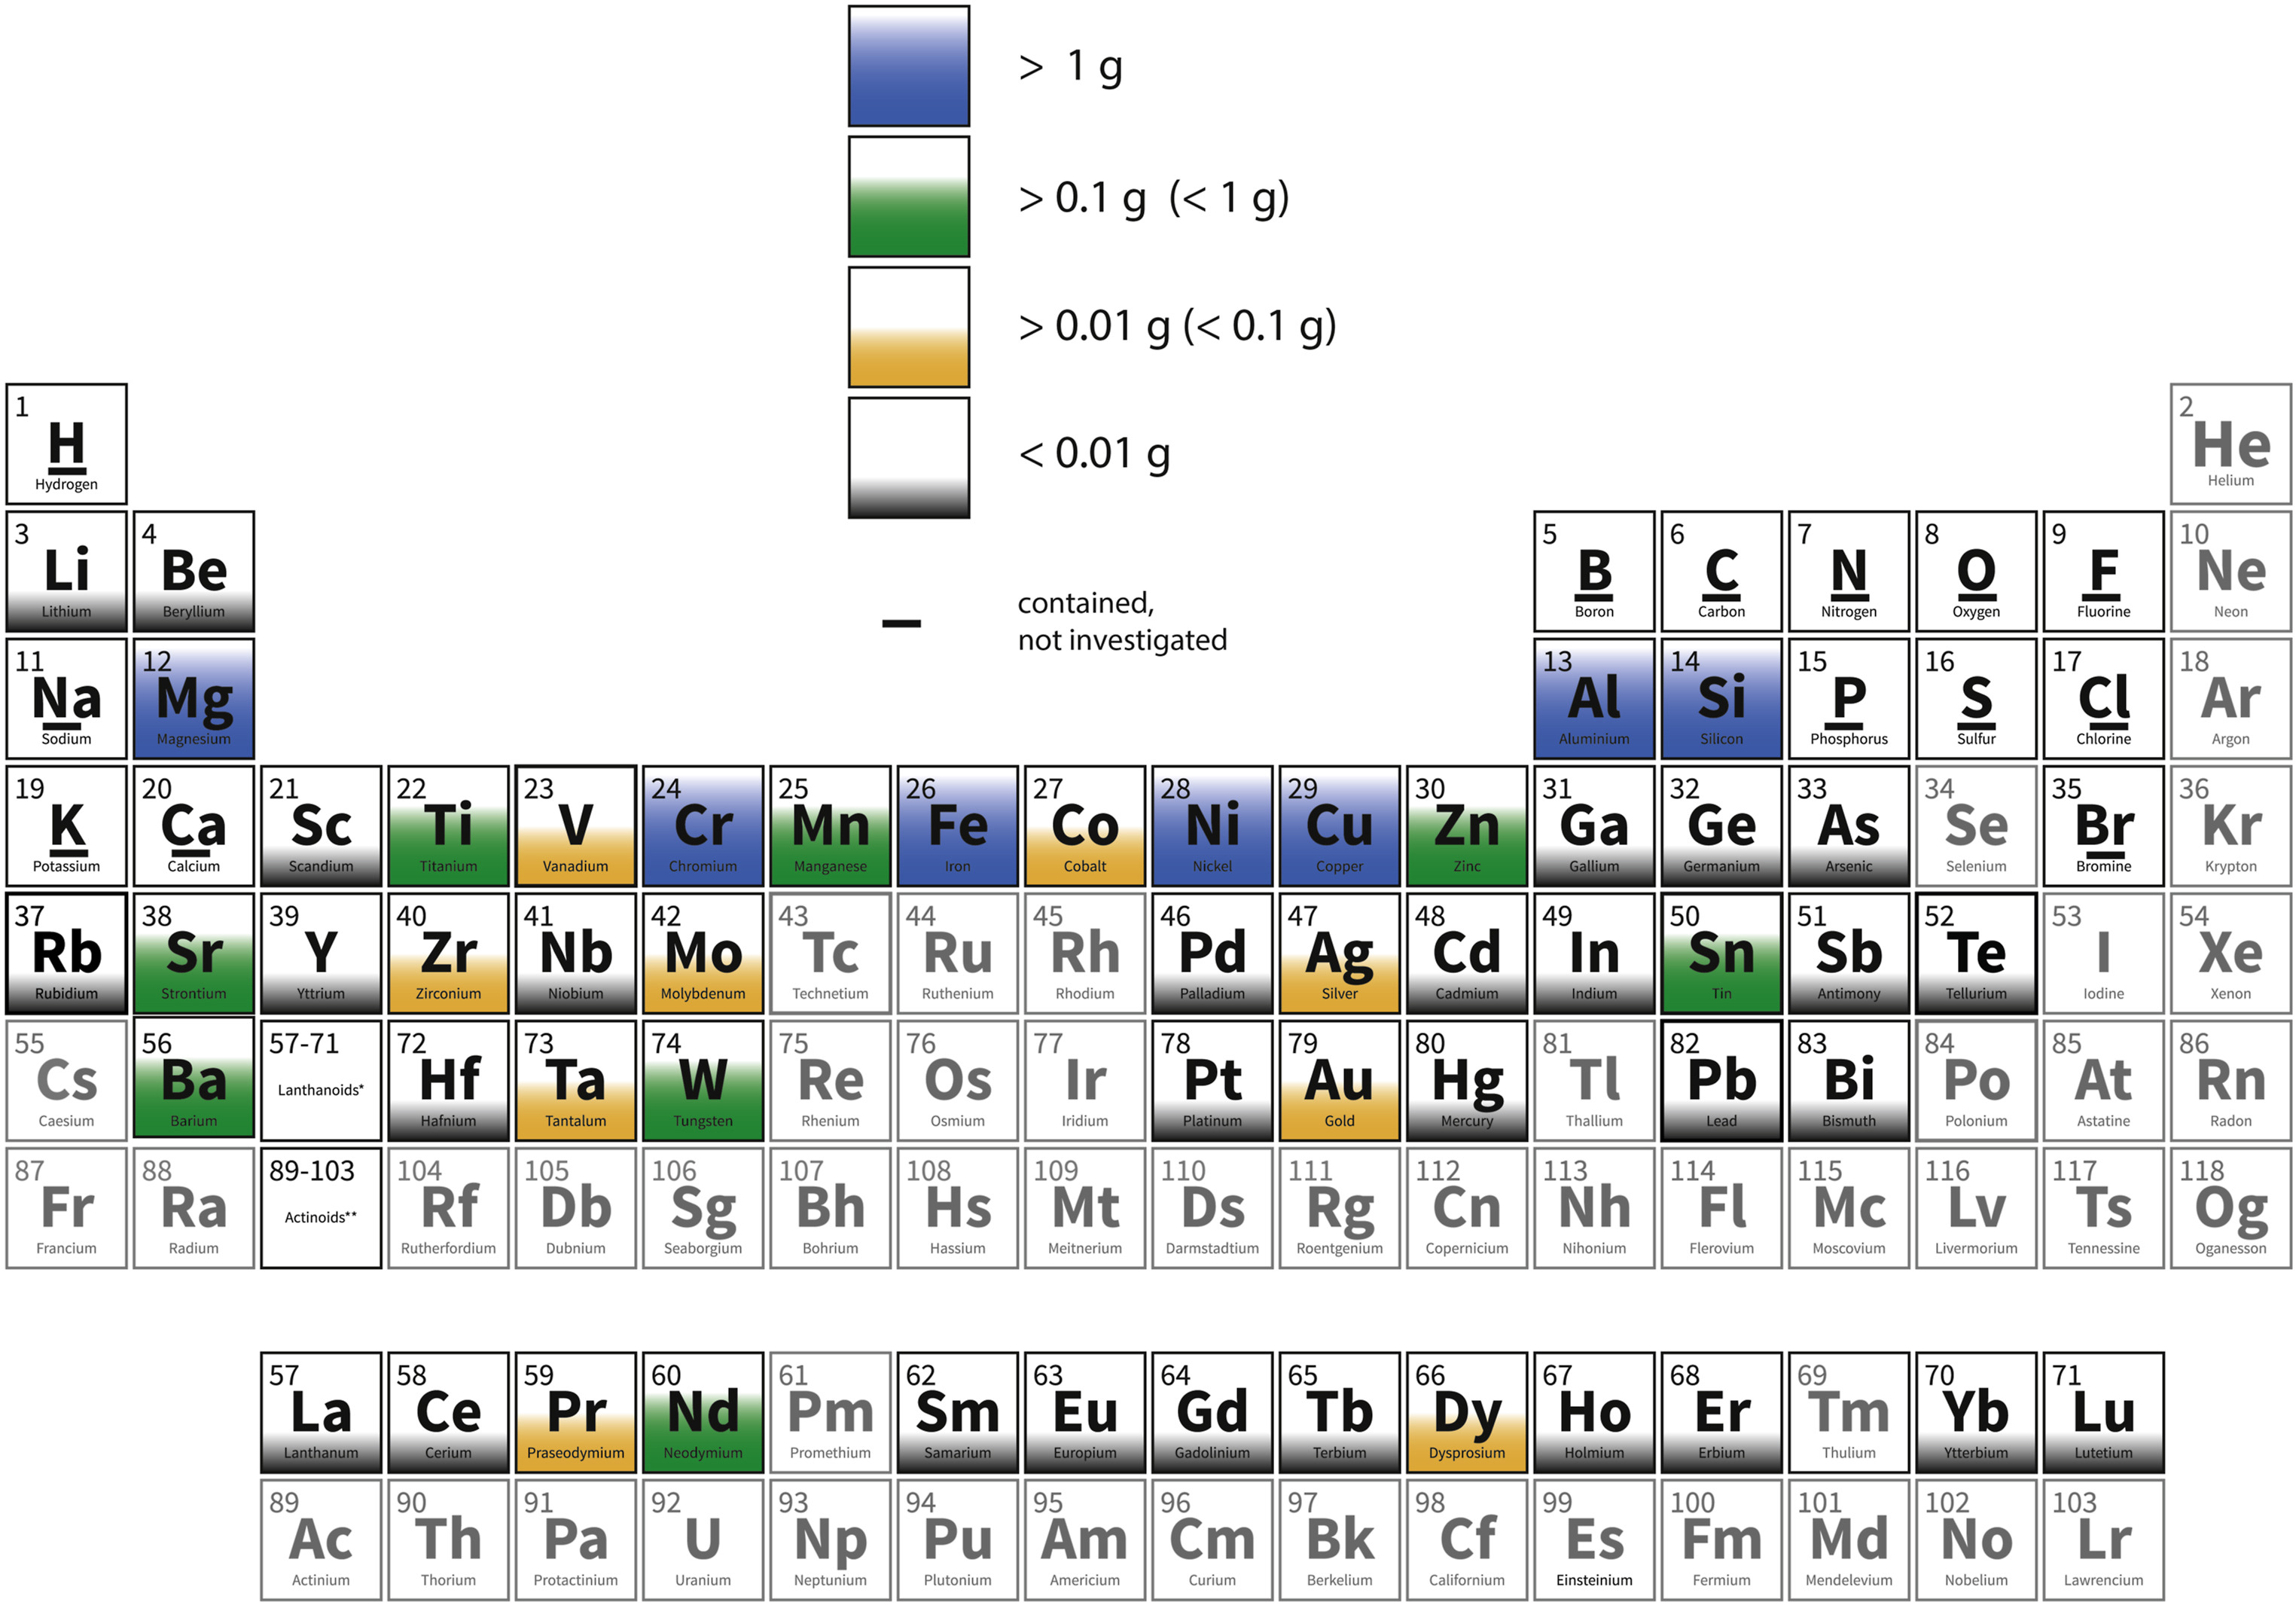 > 1 g
> 0.1 g (< 1 g)
> 0.01 g (< 0.1 g)
< 0.01 g
contained,
not investigated
1
H
Hydrogen
2
He
Helium
3
Li
Lithium
4
Be
Beryllium
5
B
Boron
6
C
Carbon
7
N
Nitrogen
8
O
Oxygen
9
F
Fluorine
10
Ne
Neon
11
Na
Sodium
12
Mg
Magnesium
13
Al
Aluminium
14
Si
Silicon
15
P
Phosphorus
16
S
Sulfur
17
Cl
Chlorine
18
Ar
Argon
19
K
Potassium
20
Ca
Calcium
21
Sc
Scandium
22
Ti
Titanium
23
V
Vanadium
24
Cr
Chromium
25
Mn
Manganese
26
Fe
Iron
27
Co
Cobalt
28
Ni
Nickel
29
Cu
Copper
30
Zn
Zinc
31
Ga
Gallium
32
Ge
Germanium
33
As
Arsenic
34
Se
Selenium
35
Br
Bromine
36
Kr
Krypton
37
Rb
Rubidium
38
Sr
Strontium
39
Y
Yttrium
40
Zr
Zirconium
41
Nb
Niobium
42
Mo
Molybdenum
43
Tc
Technetium
44
Ru
Ruthenium
45
Rh
Rhodium
46
Pd
Palladium
47
Ag
Silver
48
Cd
Cadmium
49
In
Indium
50
Sn
Tin
51
Sb
Antimony
52
Te
Tellurium
53
I
Iodine
54
Xe
Xenon
55
Cs
Caesium
56
Ba
Barium
57-71
Lanthanoids*
72
Hf
Hafnium
73
Ta
Tantalum
74
W
Tungsten
75
Re
Rhenium
76
Os
Osmium
77
Ir
Iridium
78
Pt
Platinum
79
Au
Gold
80
Hg
Mercury
81
Tl
Thallium
82
Pb
Lead
83
Bi
Bismuth
84
Po
Polonium
85
At
Astatine
86
Rn
Radon
87
Fr
Francium
88
Ra
Radium
89-103
Actinoids**
104
Rf
Rutherfordium
105
Db
Dubnium
106
Sg
Seaborgium
107
Bh
Bohrium
108
Hs
Hassium
109
Mt
Meitnerium
110
Ds
Darmstadtium
111
Rg
Roentgenium
112
Cn
Copernicium
113
Nh
Nihonium
114
Fl
Flerovium
115
Mc
Moscovium
116
Lv
Livermorium
117
Ts
Tennessine
118
Og
Oganesson
57
La
Lanthanum
58
Ce
Cerium
59
Pr
Praseodymium
60
Nd
Neodymium
61
Pm
Promethium
62
Sm
Samarium
63
Eu
Europium
64
Gd
Gadolinium
65
Tb
Terbium
66
Dy
Dysprosium
67
Ho
Holmium
68
Er
Erbium
69
Tm
Thulium
70
Yb
Ytterbium
71
Lu
Lutetium
89
Ac
Actinium
90
Th
Thorium
91
Pa
Protactinium
92
U
Uranium
93
Np
Neptunium
94
Pu
Plutonium
95
Am
Americium
96
Cm
Curium
97
Bk
Berkelium
98
Cf
Californium
99
Es
Einsteinium
100
Fm
Fermium
101
Md
Mendelevium
102
No
Nobelium
103
Lr
Lawrencium